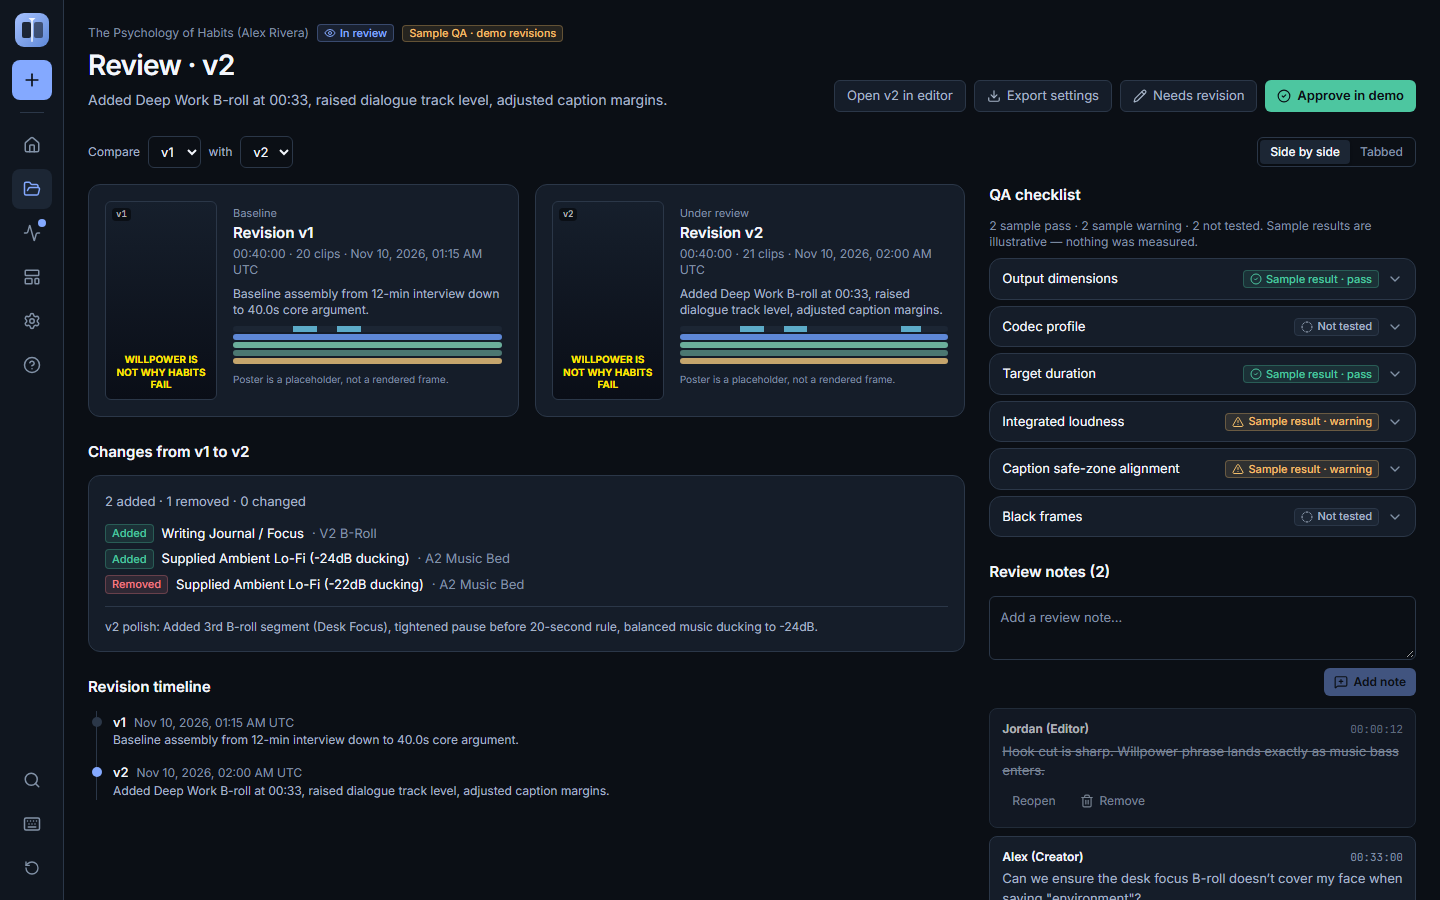 The Psychology of Habits (Alex Rivera) In review Sample QA · demo revisions
Review · v2
Added Deep Work B-roll at 00:33, raised dialogue track level, adjusted caption margins.
Open v2 in editor Export settings Needs revision Approve in demo
Compare v1 with v2
Side by side Tabbed
v1
WILLPOWER IS
NOT WHY HABITS
FAIL
Baseline
Revision v1
00:40:00 · 20 clips · Nov 10, 2026, 01:15 AM
UTC
Baseline assembly from 12-min interview down
to 40.0s core argument.
Poster is a placeholder, not a rendered frame.
v2
WILLPOWER IS
NOT WHY HABITS
FAIL
Under review
Revision v2
00:40:00 · 21 clips · Nov 10, 2026, 02:00 AM
UTC
Added Deep Work B-roll at 00:33, raised
dialogue track level, adjusted caption margins.
Poster is a placeholder, not a rendered frame.
Changes from v1 to v2
2 added · 1 removed · 0 changed
Added Writing Journal / Focus · V2 B-Roll
Added Supplied Ambient Lo-Fi (-24dB ducking) · A2 Music Bed
Removed Supplied Ambient Lo-Fi (-22dB ducking) · A2 Music Bed
v2 polish: Added 3rd B-roll segment (Desk Focus), tightened pause before 20-second rule, balanced music ducking to -24dB.
Revision timeline
v1 Nov 10, 2026, 01:15 AM UTC
Baseline assembly from 12-min interview down to 40.0s core argument.
v2 Nov 10, 2026, 02:00 AM UTC
Added Deep Work B-roll at 00:33, raised dialogue track level, adjusted caption margins.
QA checklist
2 sample pass · 2 sample warning · 2 not tested. Sample results are
illustrative — nothing was measured.
Output dimensions Sample result · pass
Codec profile Not tested
Target duration Sample result · pass
Integrated loudness Sample result · warning
Caption safe-zone alignment Sample result · warning
Black frames Not tested
Review notes (2)
Add a review note...
Add note
Jordan (Editor) 00:00:12
Hook cut is sharp. Willpower phrase lands exactly as music bass
enters.
Reopen Remove
Alex (Creator) 00:33:00
Can we ensure the desk focus B-roll doesn't cover my face when
saying "environment"?